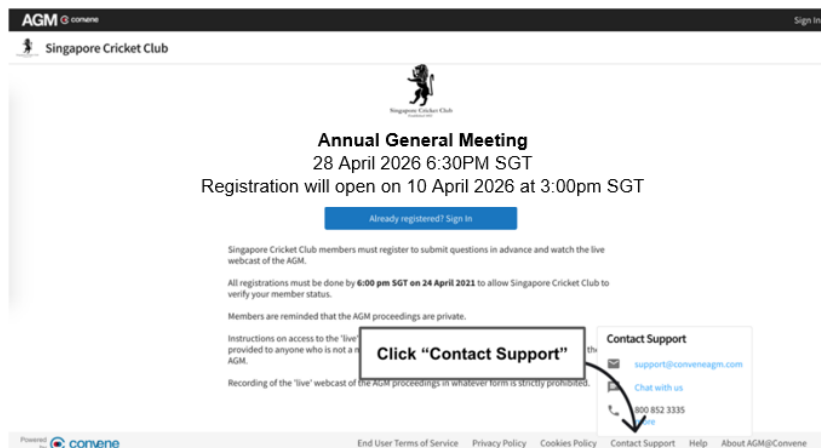 AGM convene
Sign In
Singapore Cricket Club
Singapore Cricket Club
Annual General Meeting
28 April 2026 6:30PM SGT
Registration will open on 10 April 2026 at 3:00pm SGT
Already registered? Sign In
Singapore Cricket Club members must register to submit questions in advance and watch the live
webcast of the AGM.
All registrations must be done by 6:00 pm SGT on 24 April 2021 to allow Singapore Cricket Club to
verify your member status.
Members are reminded that the AGM proceedings are private.
Instructions on access to the 'live'
provided to anyone who is not a
AGM.
Recording of the 'live' webcast of the AGM proceedings in whatever form is strictly prohibited.
Click “Contact Support”
Contact Support
support@conveneagm.com
Chat with us
800 852 3335
Powered
convene
End User Terms of Service Privacy Policy Cookies Policy Contact Support Help About AGM@Convene